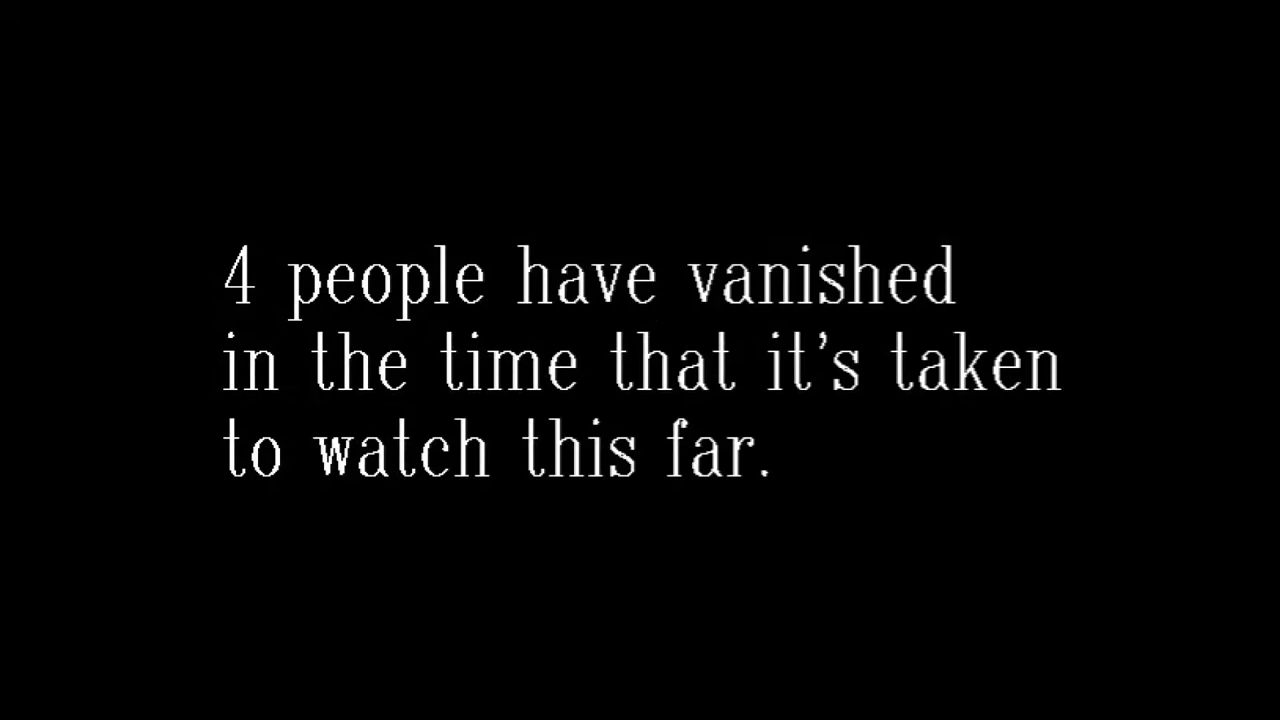 4 people have vanished
in the time that it's taken
to watch this far.